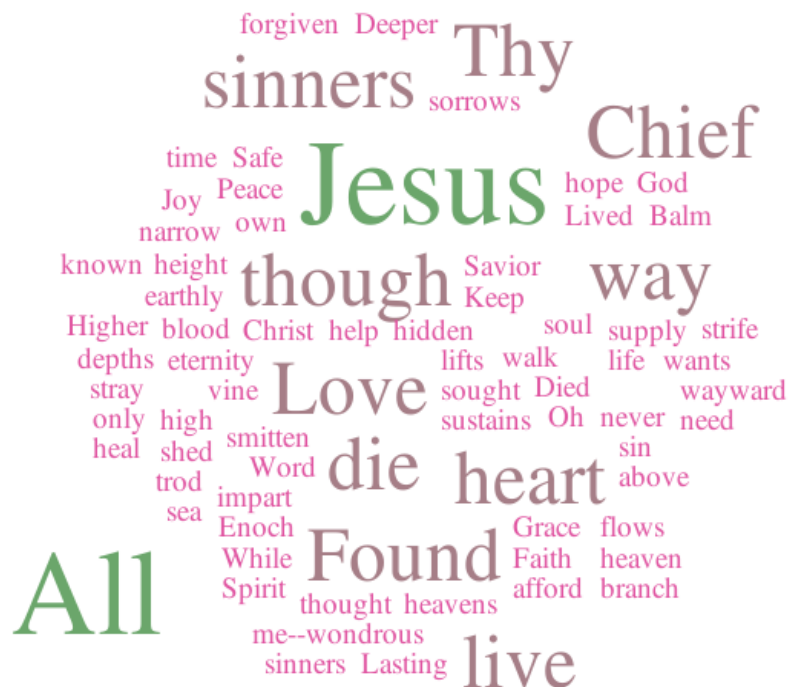 forgiven Deeper Thy
sinners sorrows
Chief
time Safe Jesus hope God
Joy Peace Lived Balm
narrow own
known height though Savior way
earthly Keep
Higher blood Christ help hidden soul supply strife
depths eternity lifts walk life wants
stray vine Love sought Died wayward
only high sustains Oh never need
heal shed smitten die heart sin
trod Word above
sea impart
Enoch Found Grace flows
While Faith heaven
Spirit afford branch
All thought heavens
me--wondrous live
sinners Lasting